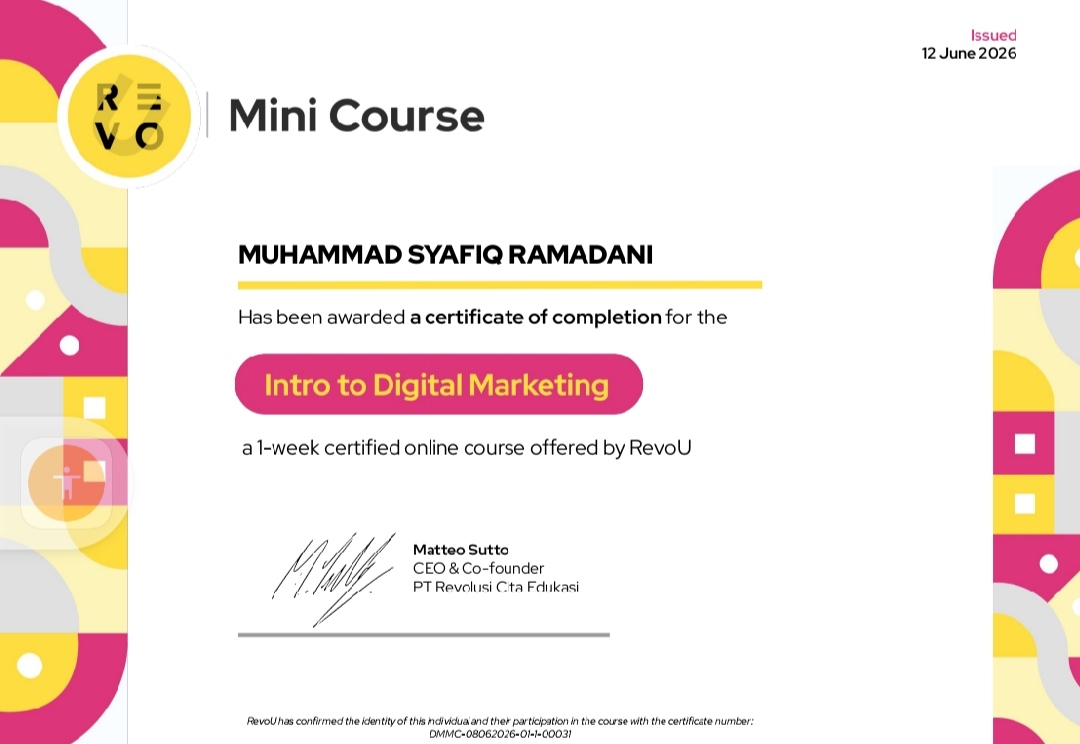 Issued
12 June 2026
RE
VO
Mini Course
MUHAMMAD SYAFIQ RAMADANI
Has been awarded a certificate of completion for the
Intro to Digital Marketing
a 1-week certified online course offered by RevoU
Matteo Sutto
CEO & Co-founder
PT Revolusi Cita Edukasi
RevoU has confirmed the identity of this individual and their participation in the course with the certificate number:
DMMC-08062026-01-1-00031